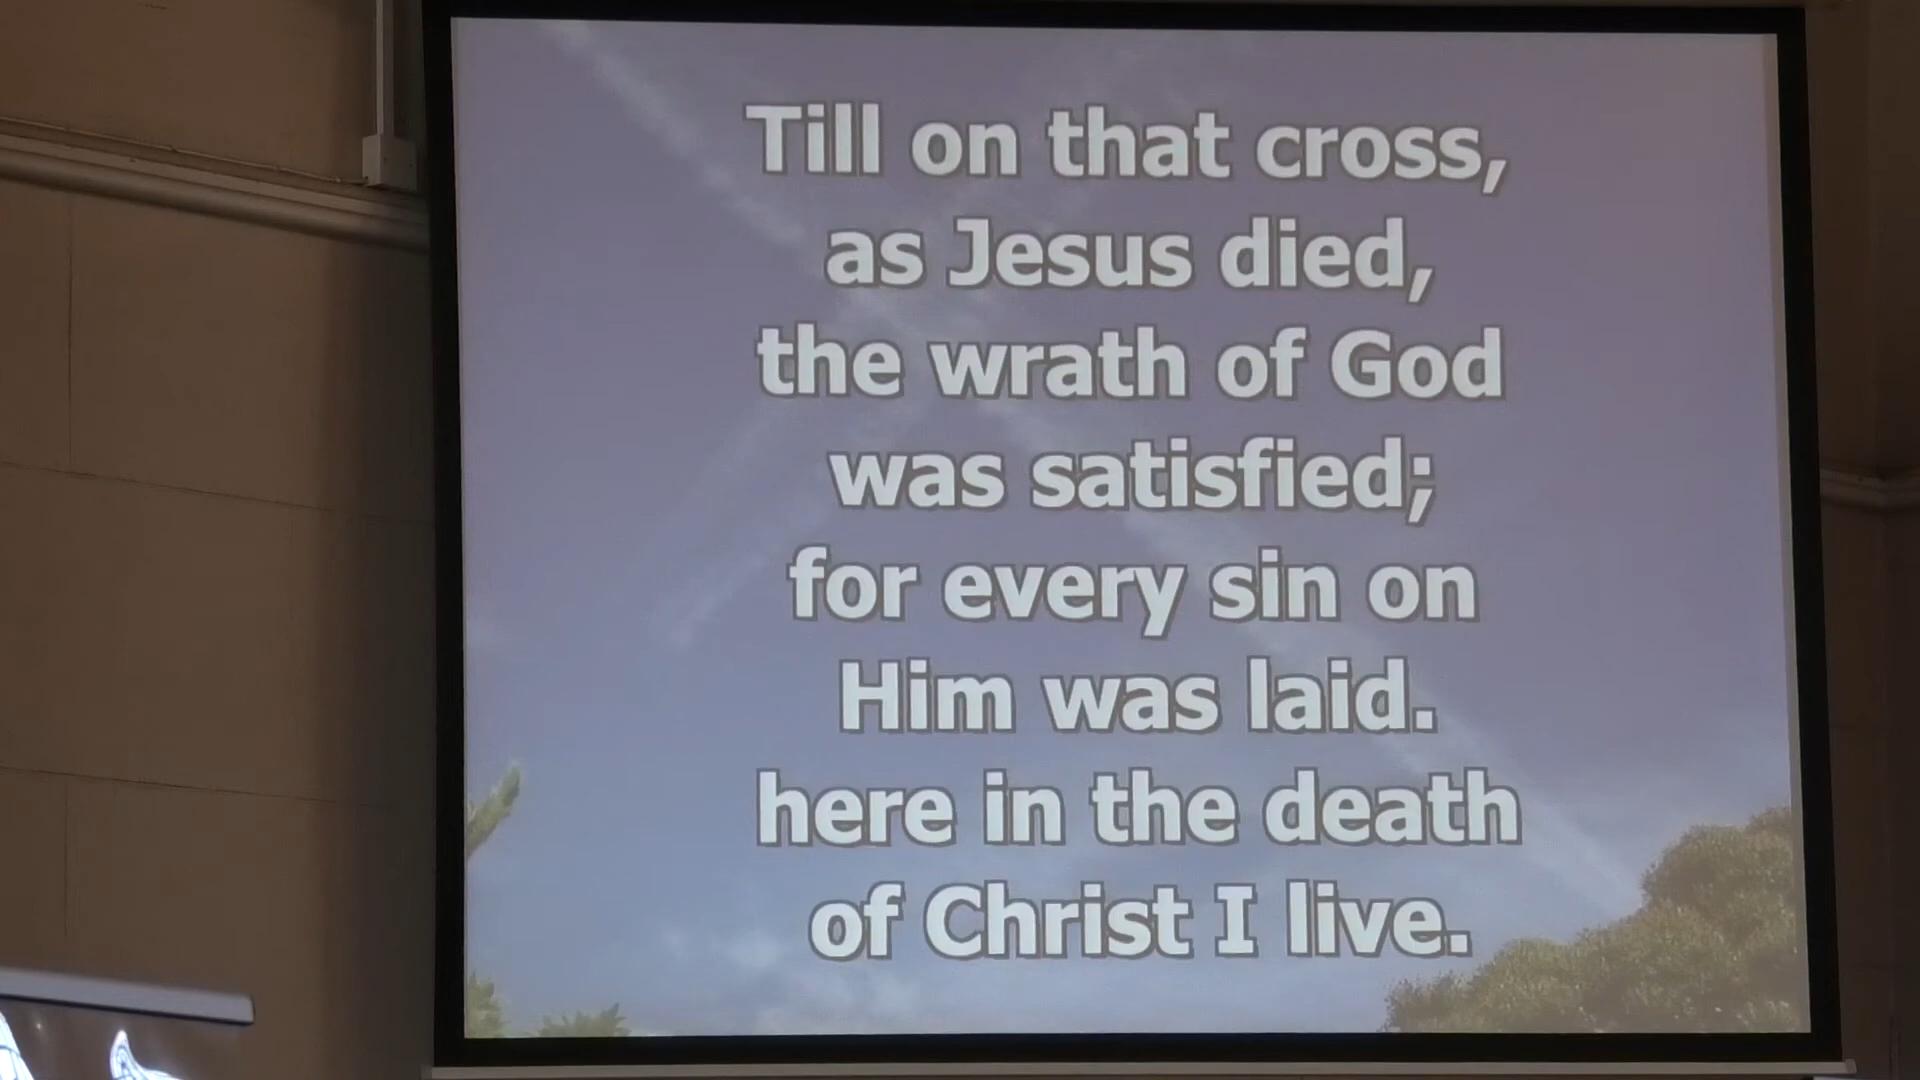 Till on that cross,
as Jesus died,
the wrath of God
was satisfied;
for every sin on
Him was laid.
here in the death
of Christ I live.